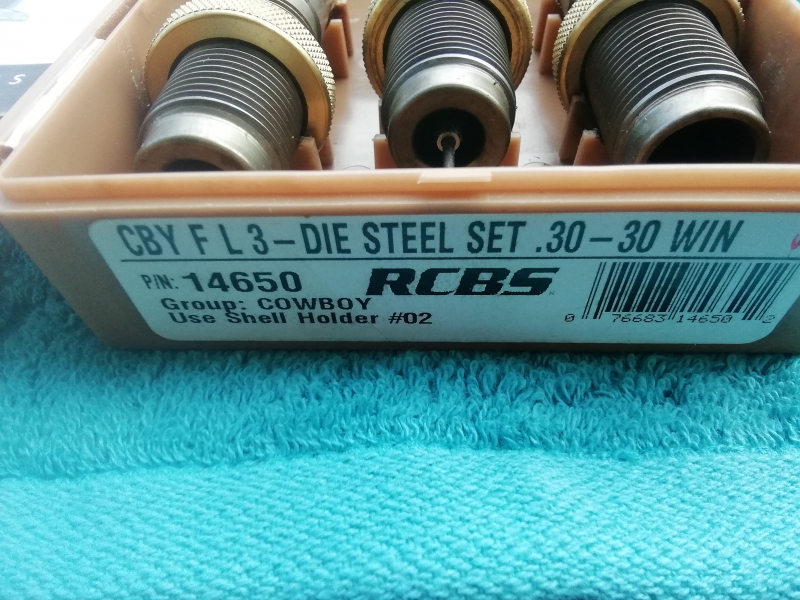 S
CBY F L 3-DIE STEEL SET .30-30 WIN
P/N: 14650 RCBS
Group: COWBOY
Use Shell Holder #02
0 76683 14650 2